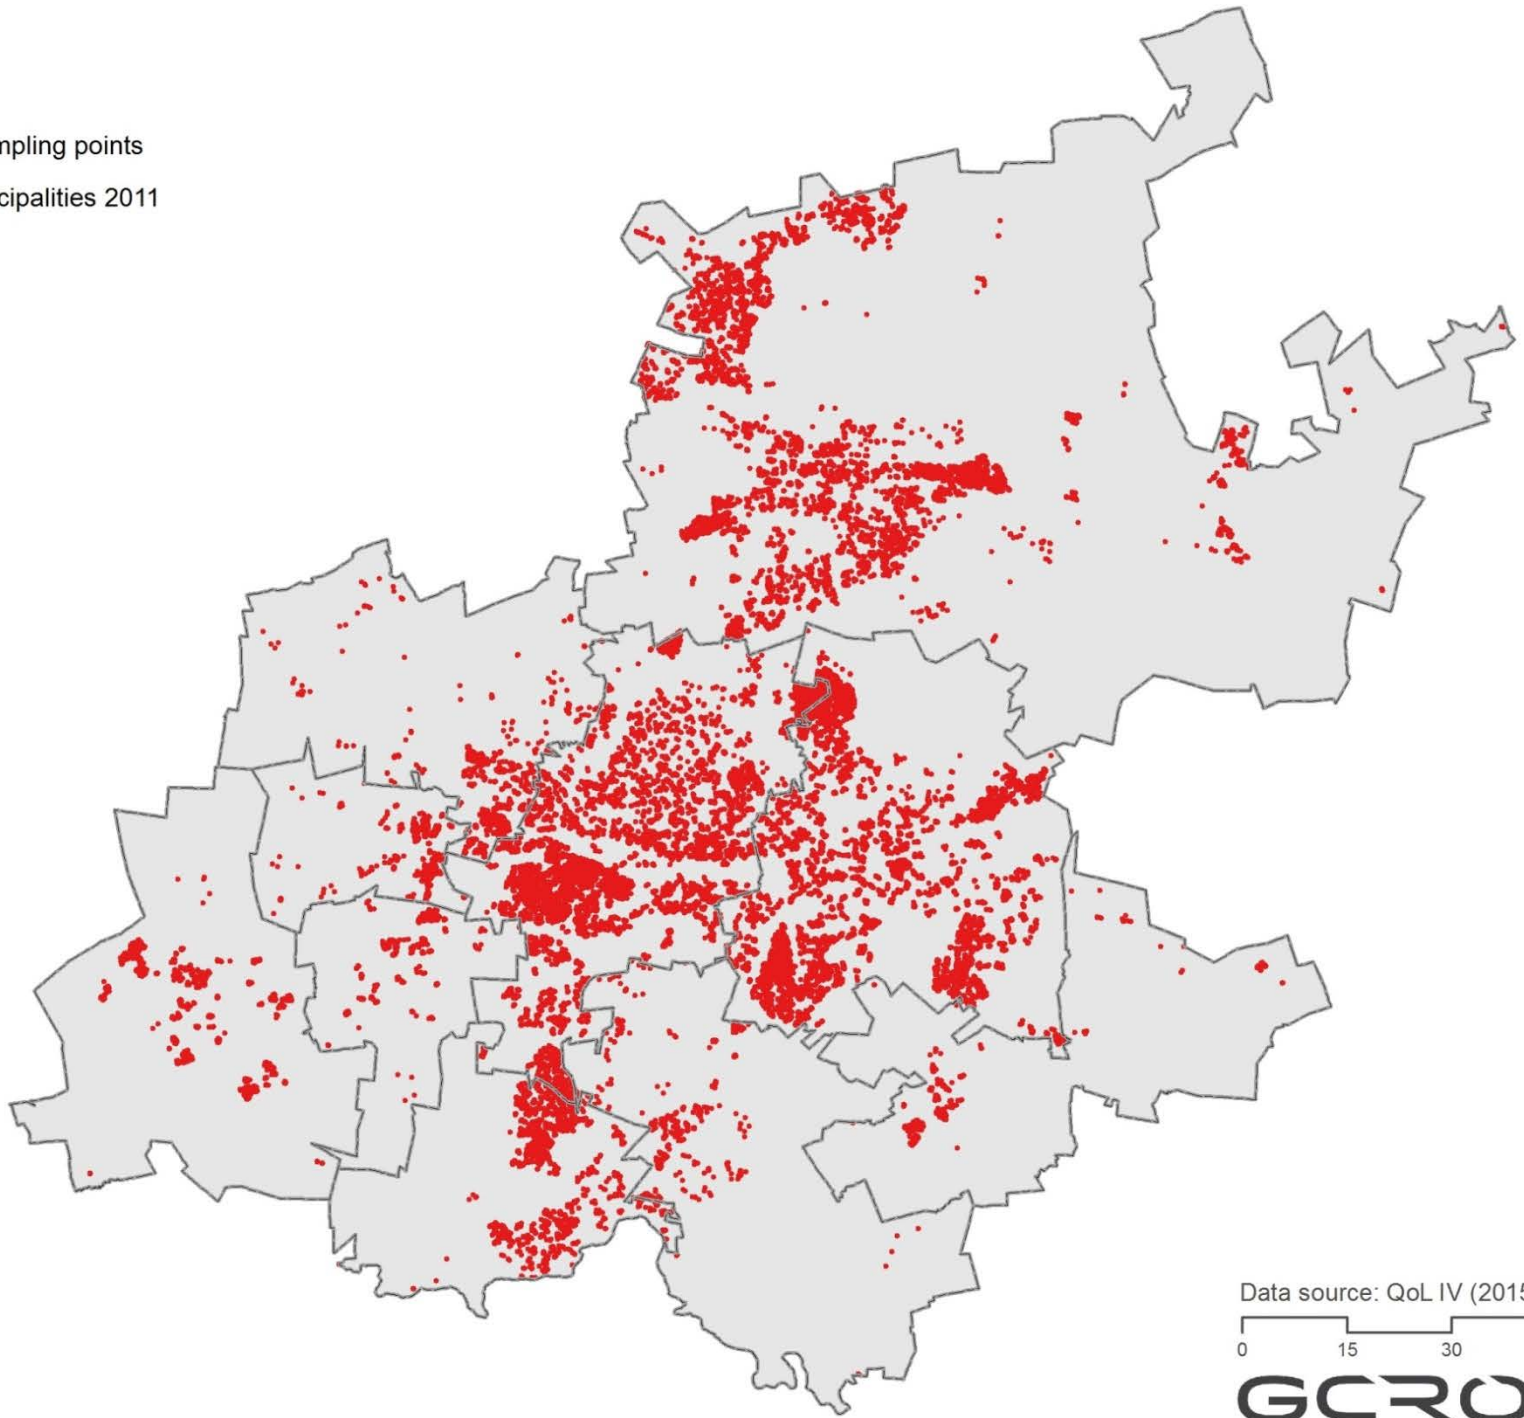 mpling points
cipalities 2011
Data source: QoL IV (2015
0 15 30
GCRO